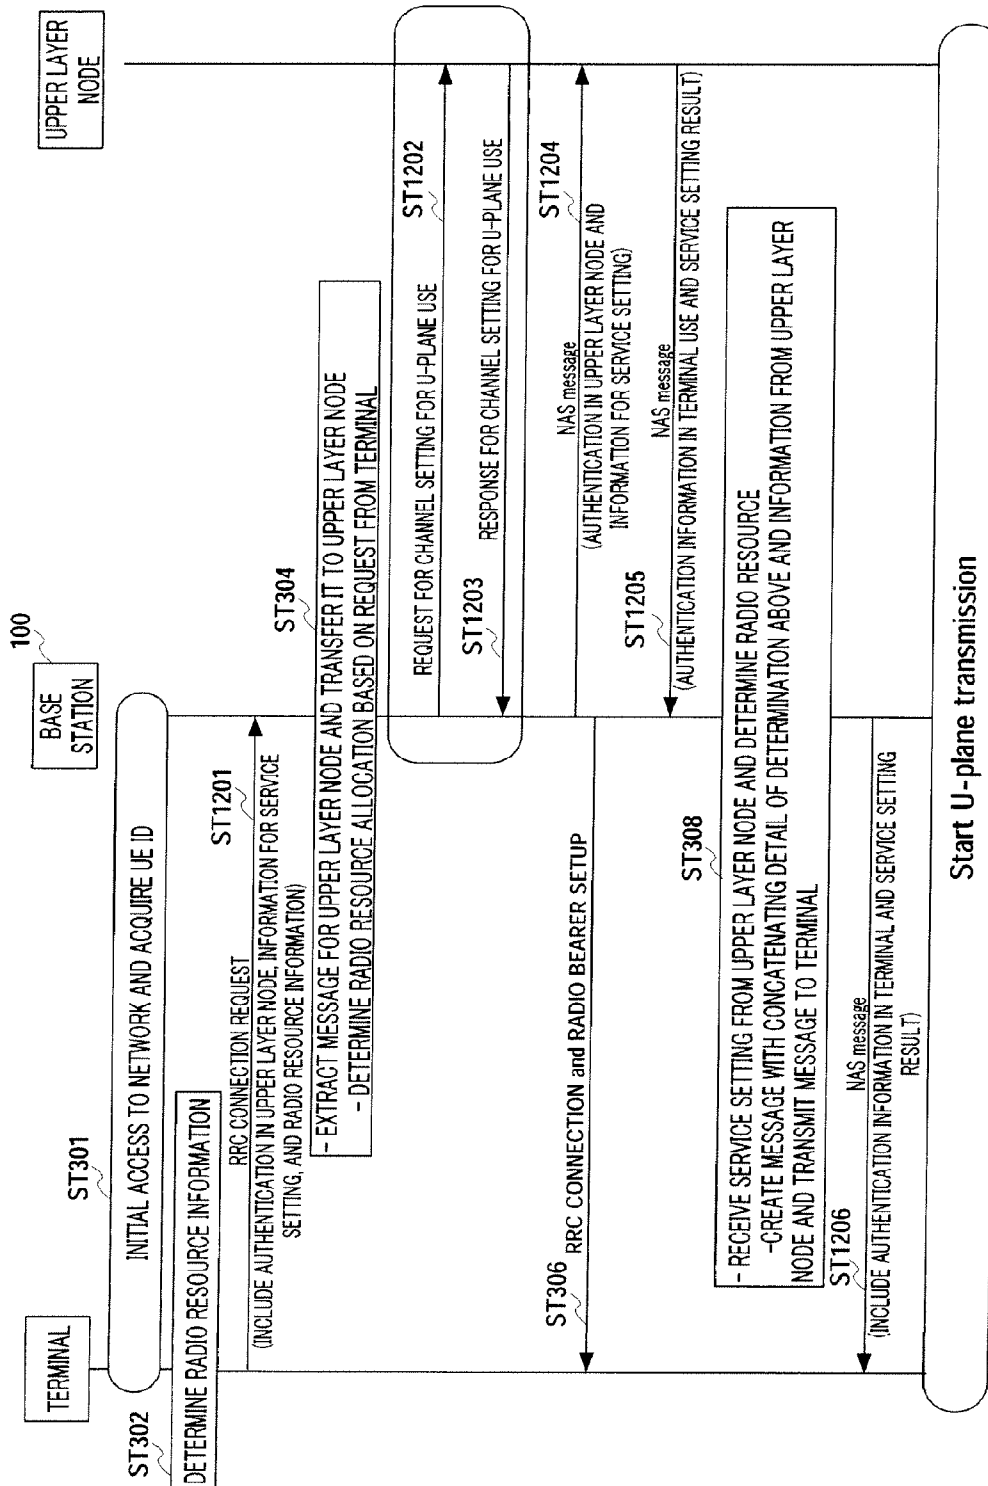 TERMINAL
BASE
STATION
100
UPPER LAYER
NODE
ST301
INITIAL ACCESS TO NETWORK AND ACQUIRE UE ID
ST302
DETERMINE RADIO RESOURCE INFORMATION
RRC CONNECTION REQUEST
ST1201
(INCLUDE AUTHENTICATION IN UPPER LAYER NODE, INFORMATION FOR SERVICE
SETTING, AND RADIO RESOURCE INFORMATION)
ST304
- EXTRACT MESSAGE FOR UPPER LAYER NODE AND TRANSFER IT TO UPPER LAYER NODE
- DETERMINE RADIO RESOURCE ALLOCATION BASED ON REQUEST FROM TERMINAL
REQUEST FOR CHANNEL SETTING FOR U-PLANE USE
ST1202
ST1203
RESPONSE FOR CHANNEL SETTING FOR U-PLANE USE
NAS message
ST1204
(AUTHENTICATION IN UPPER LAYER NODE AND
INFORMATION FOR SERVICE SETTING)
ST306
RRC CONNECTION and RADIO BEARER SETUP
ST1205
NAS message
(AUTHENTICATION INFORMATION IN TERMINAL USE AND SERVICE SETTING RESULT)
ST308
- RECEIVE SERVICE SETTING FROM UPPER LAYER NODE AND DETERMINE RADIO RESOURCE
-CREATE MESSAGE WITH CONCATENATING DETAIL OF DETERMINATION ABOVE AND INFORMATION FROM UPPER LAYER
NODE AND TRANSMIT MESSAGE TO TERMINAL
ST1206
NAS message
(INCLUDE AUTHENTICATION INFORMATION IN TERMINAL AND SERVICE SETTING
RESULT)
Start U-plane transmission